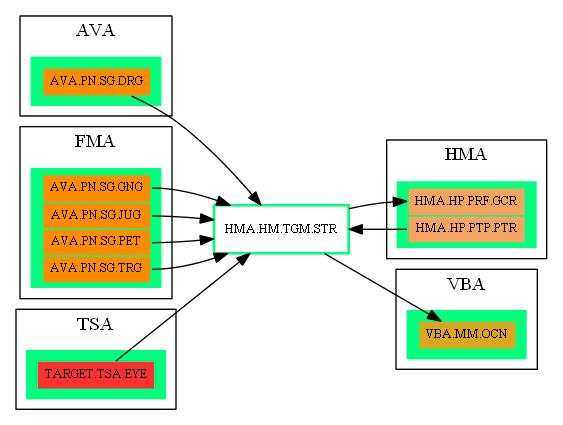 AVA
AVA.PN.SG.DRG
FMA
AVA.PN.SG.GNG
AVA.PN.SG.JUG
AVA.PN.SG.PET
AVA.PN.SG.TRG
TSA
TARGET.TSA.EYE
HMA.HM.TGM.STR
HMA
HMA.HP.PRF.GCR
HMA.HP.PTP.PTR
VBA
VBA.MM.OCN